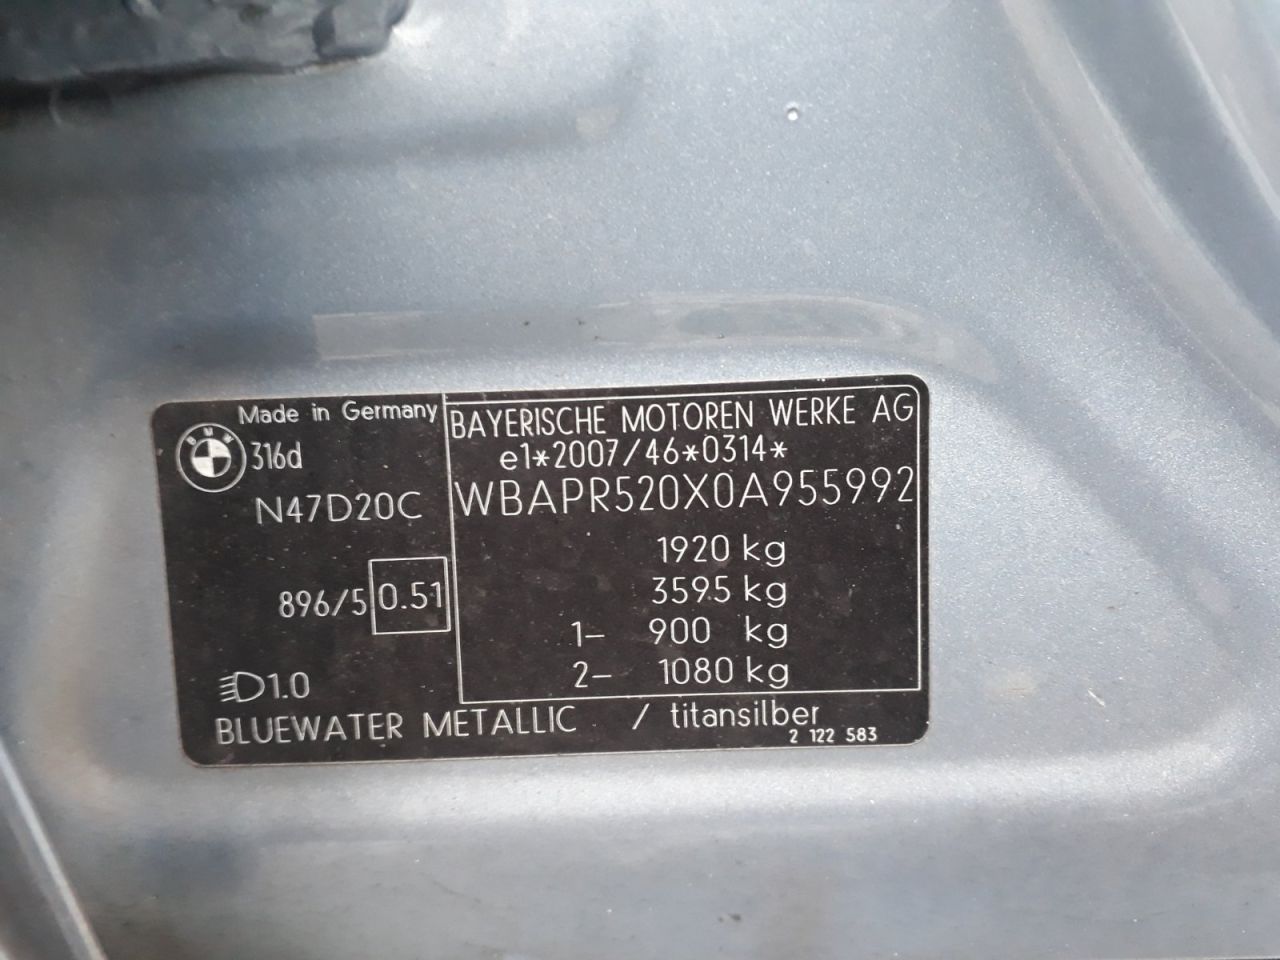 Made in Germany
BMW
316d
N47D20C
896/5 0.51
1.0
BAYERISCHE MOTOREN WERKE AG
e1*2007/46*0314*
WBAPR520X0A955992
1920 kg
3595 kg
1– 900 kg
2– 1080 kg
BLUEWATER METALLIC / titansilber
2 122 583